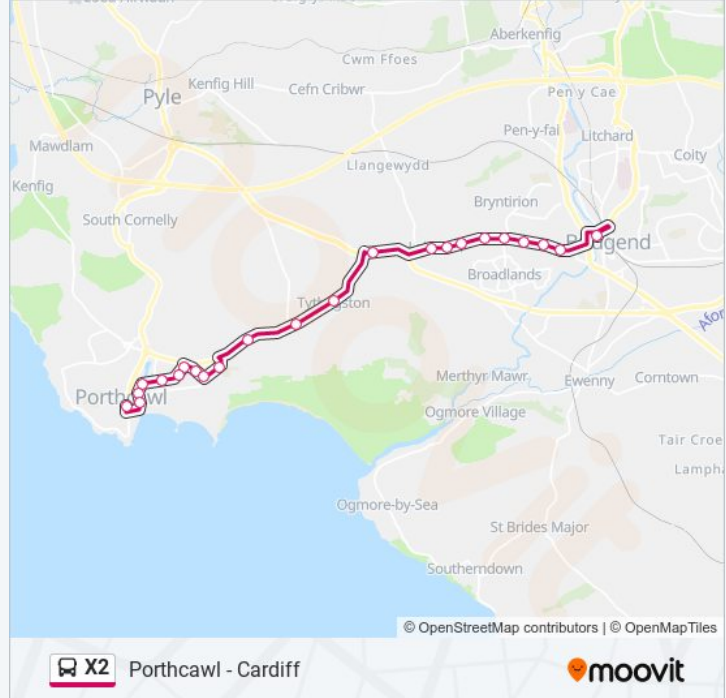 Aberkenfig
Cwm Ffoes
Kenfig Hill
Cefn Cribwr
Pen y Cae
Pyle
Pen-y-fai
Litchard
Mawdlam
Llangewydd
Coity
Kenfig
Bryntirion
South Cornelly
Bridgend
Broadlands
Tythegston
Merthyr Mawr
Ewenny
Corntown
Porthcawl
Ogmore Village
Tair Croe
Lampha
Ogmore-by-Sea
St Brides Major
Southerndown
© OpenStreetMap contributors | © OpenMapTiles
X2 Porthcawl - Cardiff
moovit